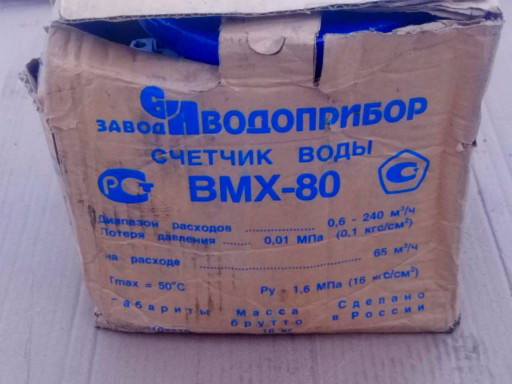 ЗАВОД ВОДОПРИБОР
СЧЕТЧИК ВОДЫ
РСТ ВМХ-80
Диапазон расходов ........ 0,6 - 240 м³/ч
Потеря давления ...... 0,01 МПа (0,1 кгс/см²)
на расходе ........ 65 м³/ч
Tmax = 50°С Ру - 1,6 МПа (16 кгс/см²)
Габариты Масса Сделано
брутто в России